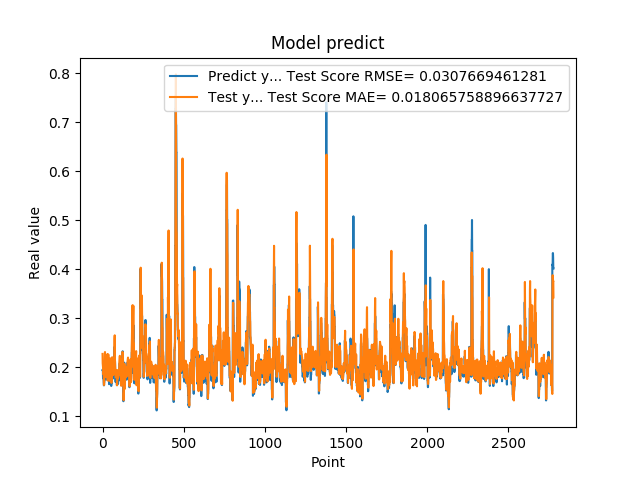 Model predict
Predict y... Test Score RMSE= 0.0307669461281
Test y... Test Score MAE= 0.018065758896637727
0.8
0.7
0.6
0.5
0.4
0.3
0.2
0.1
Real value
0 500 1000 1500 2000 2500
Point